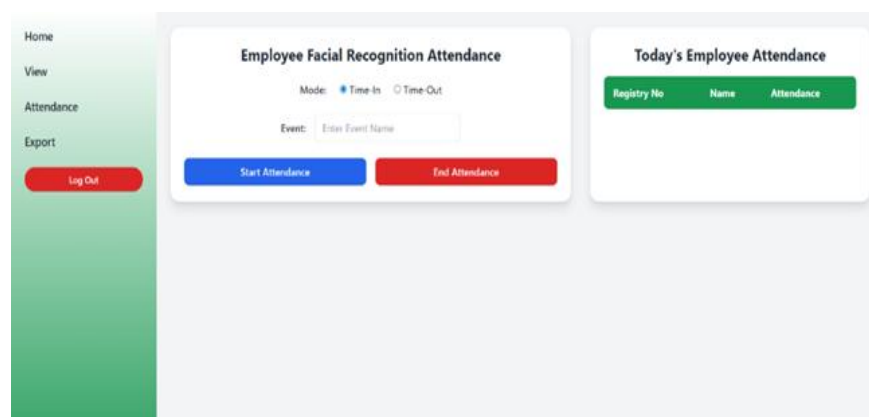 Home
View
Attendance
Export
Log Out
Employee Facial Recognition Attendance
Mode: Time-In Time-Out
Event: Enter Event Name
Start Attendance End Attendance
Today's Employee Attendance
Registry No Name Attendance